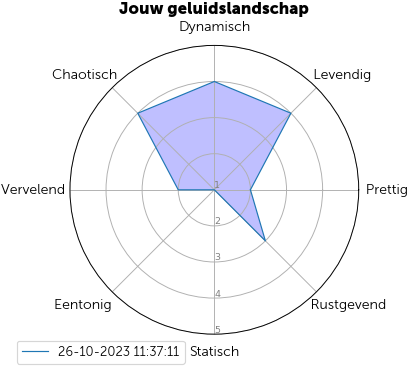 Jouw geluidslandschap
Dynamisch
Chaotisch
Levendig
Vervelend
1
Prettig
2
3
4
Eentonig
Rustgevend
5
26-10-2023 11:37:11
Statisch